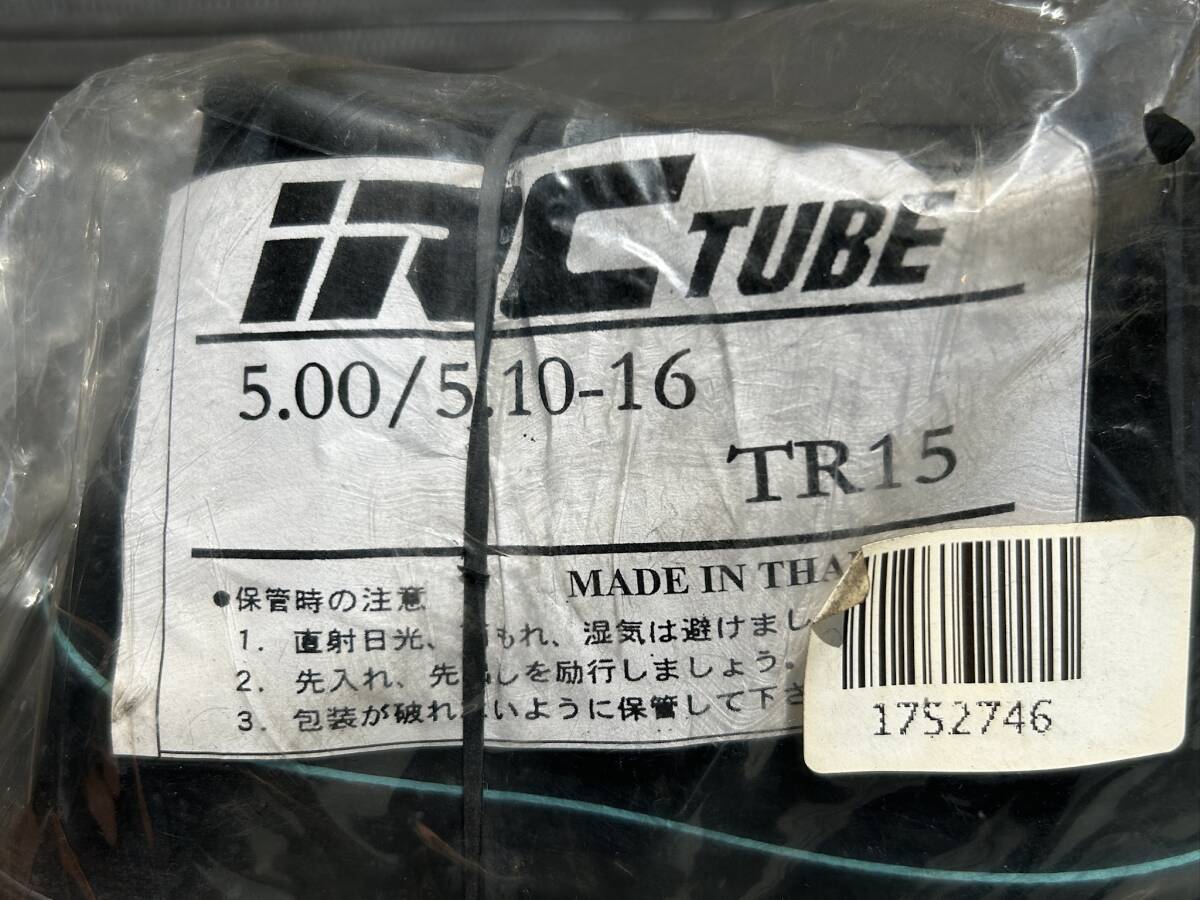 IRC TUBE
5.00/5.10-16
TR15
MADE IN THA
●保管時の注意
1. 直射日光、 もれ、湿気は避けまし
2. 先入れ、先出しを励行しましょう。
3. 包装が破れないように保管して下さ
1752746